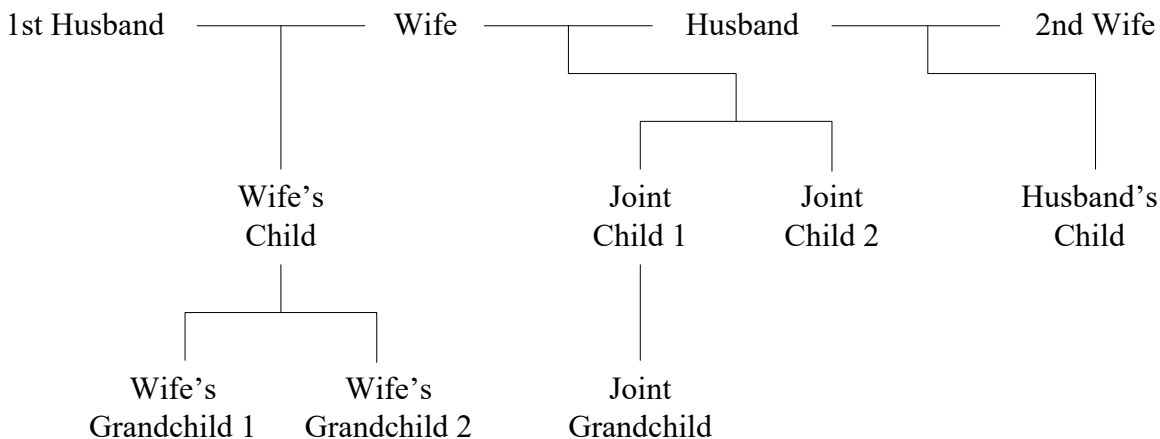 1st Husband
Wife
Husband
2nd Wife
Wife’s
Child
Joint
Child 1
Joint
Child 2
Husband’s
Child
Wife’s
Grandchild 1
Wife’s
Grandchild 2
Joint
Grandchild